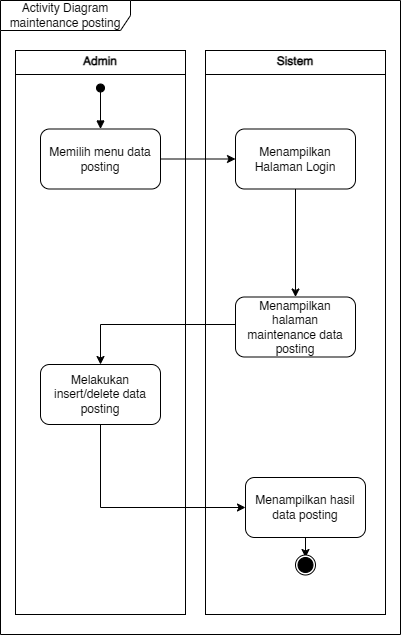 Activity Diagram
maintenance posting
Admin
Sistem
Memilih menu data
posting
Menampilkan
Halaman Login
Menampilkan
halaman
maintenance data
posting
Melakukan
insert/delete data
posting
Menampilkan hasil
data posting